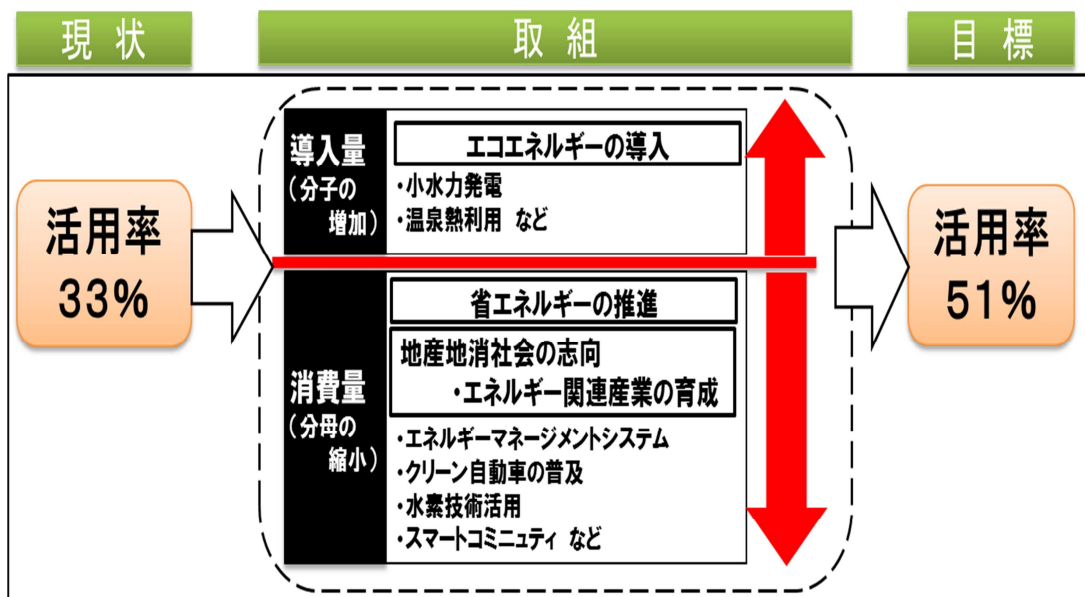 現状
取組
目標
活用率
33%
導入量
(分子の
増加)
エコエネルギーの導入
・小水力発電
・温泉熱利用 など
消費量
(分母の
縮小)
省エネルギーの推進
地産地消社会の志向
・エネルギー関連産業の育成
・エネルギーマネージメントシステム
・クリーン自動車の普及
・水素技術活用
・スマートコミニュティ など
活用率
51%